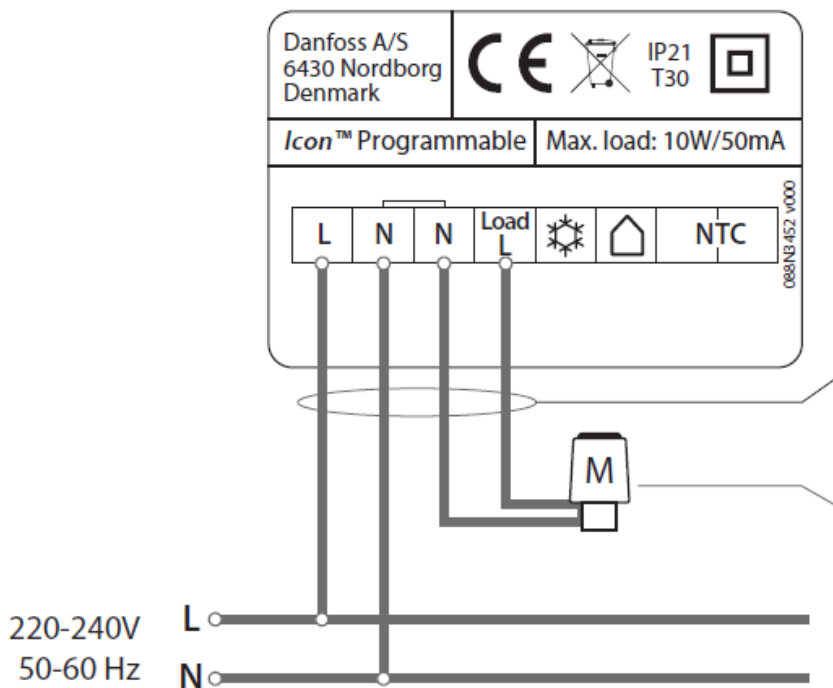 Danfoss A/S
6430 Nordborg
Denmark
CE
IP21
T30
Icon™ Programmable
Max. load: 10W/50mA
L N N Load L NTC
088N3452 v000
M
220-240V L
50-60 Hz N